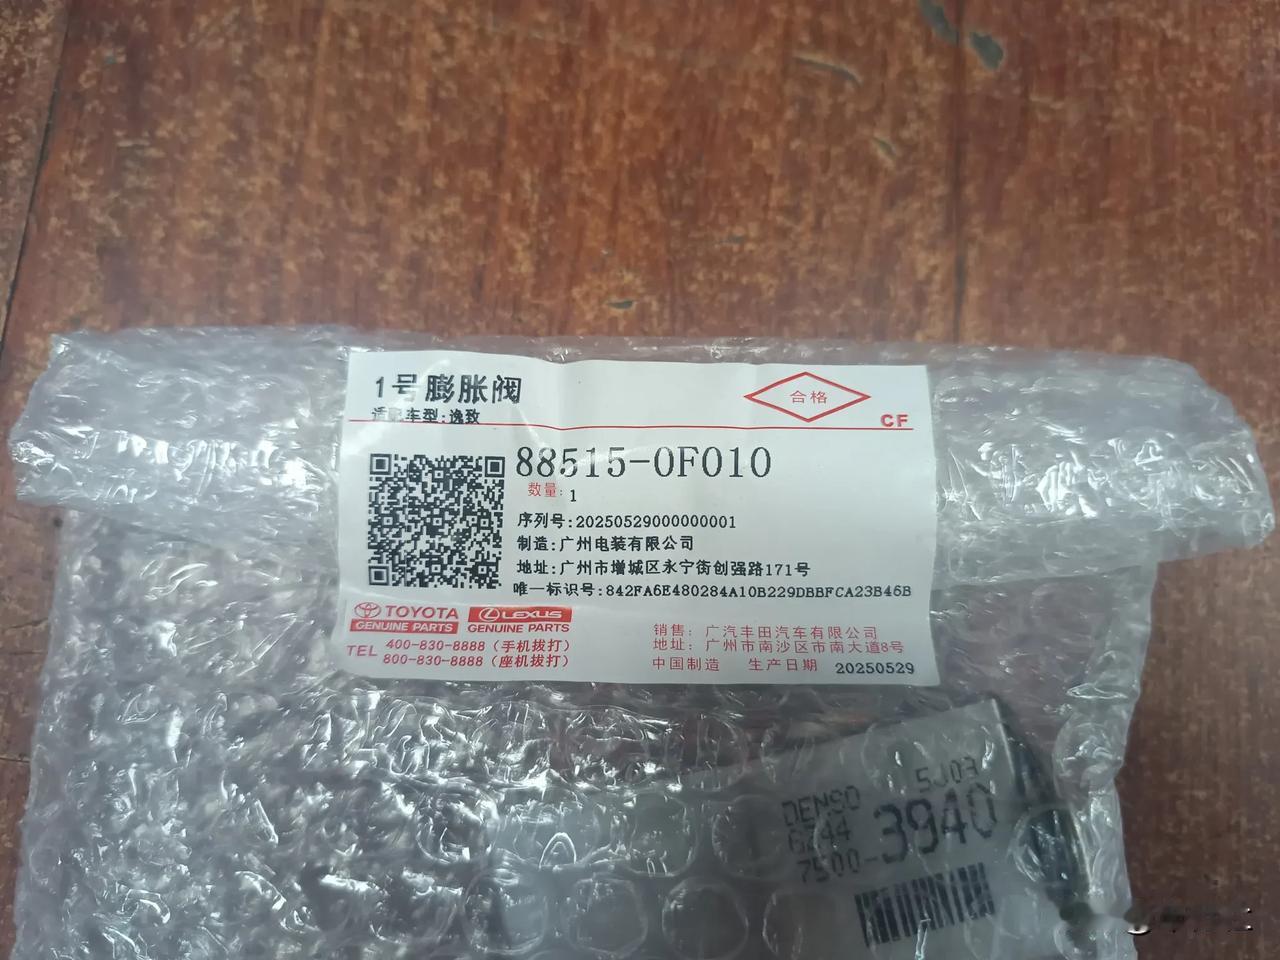 1号膨胀阀
适配车型:逸致
合格
CF
88515-0F010
数量: 1
序列号:20250529000000001
制造:广州电装有限公司
地址:广州市增城区永宁街创强路171号
唯一标识号:842FA6E480284A10B229DBBFCA23B46B
TOYOTA
GENUINE PARTS
LEXUS
GENUINE PARTS
TEL 400-830-8888（手机拨打）
800-830-8888（座机拨打）
销售: 广汽丰田汽车有限公司
地址: 广州市南沙区市南大道8号
中国制造 生产日期 20250529
DENSO 5J03
6244
7500-3940